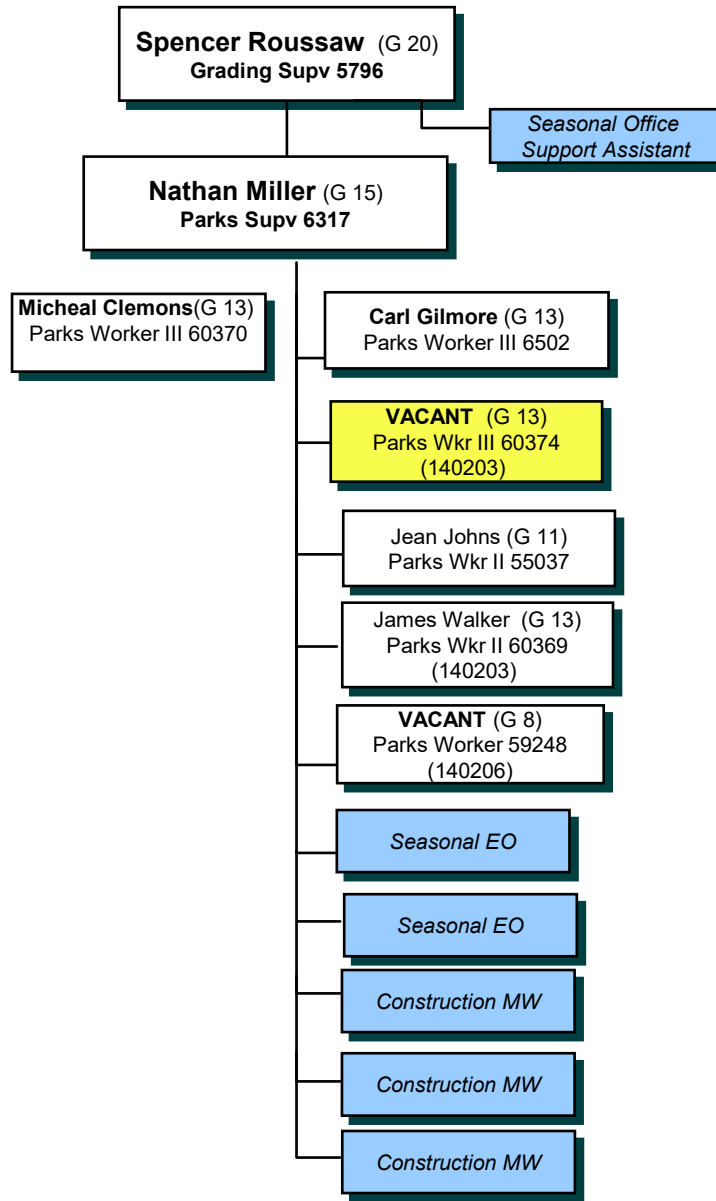 Spencer Roussaw (G 20)
Grading Supv 5796
Seasonal Office
Support Assistant
Nathan Miller (G 15)
Parks Supv 6317
Micheal Clemons(G 13)
Parks Worker III 60370
Carl Gilmore (G 13)
Parks Worker III 6502
VACANT (G 13)
Parks Wkr III 60374
(140203)
Jean Johns (G 11)
Parks Wkr II 55037
James Walker (G 13)
Parks Wkr II 60369
(140203)
VACANT (G 8)
Parks Worker 59248
(140206)
Seasonal EO
Seasonal EO
Construction MW
Construction MW
Construction MW